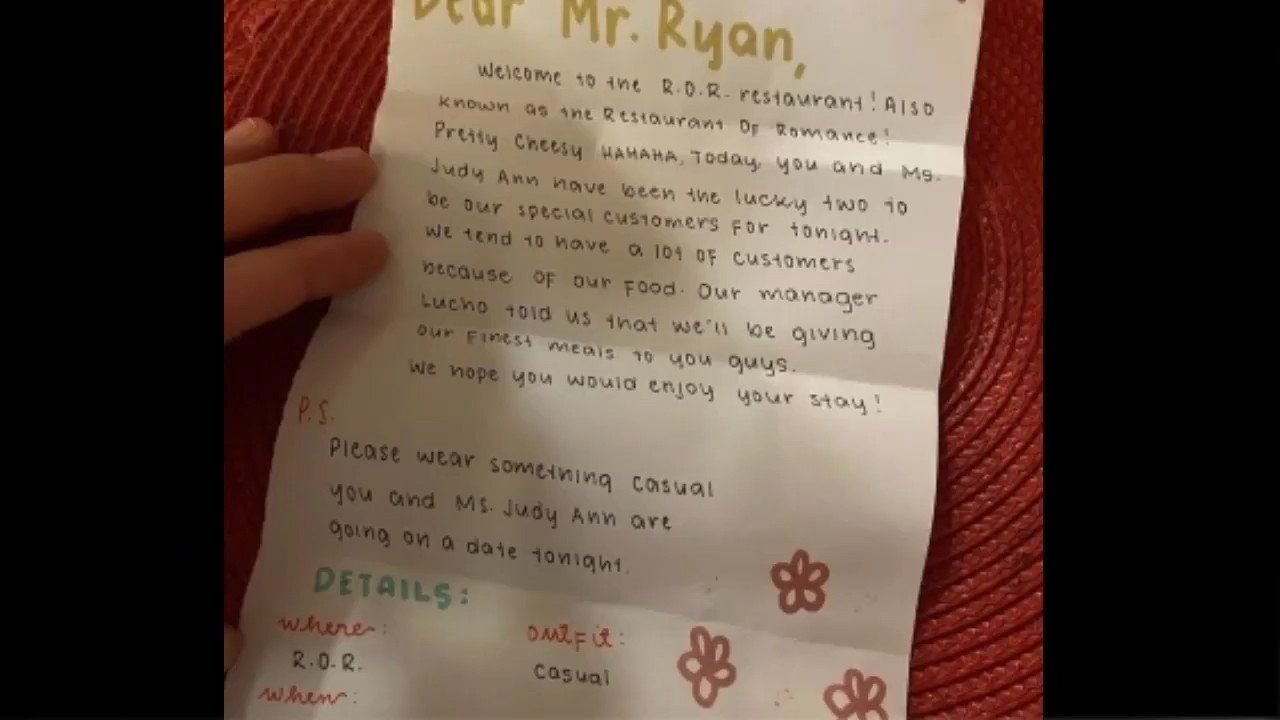 Dear Mr. Ryan,
Welcome to the R.O.R. restaurant! Also
known as the Restaurant Of Romance!
Pretty Cheesy HAHAHA, Today, you and Ms.
Judy Ann have been the lucky two to
be our special customers for tonight.
We tend to have a lot of customers
because of our food. Our manager
Lucho told us that we'll be giving
our finest meals to you guys.
We hope you would enjoy your stay!
P.S.
Please wear something casual
you and Ms. Judy Ann are
going on a date tonight.
DETAILS:
where:
R.O.R.
when:
outfit:
casual